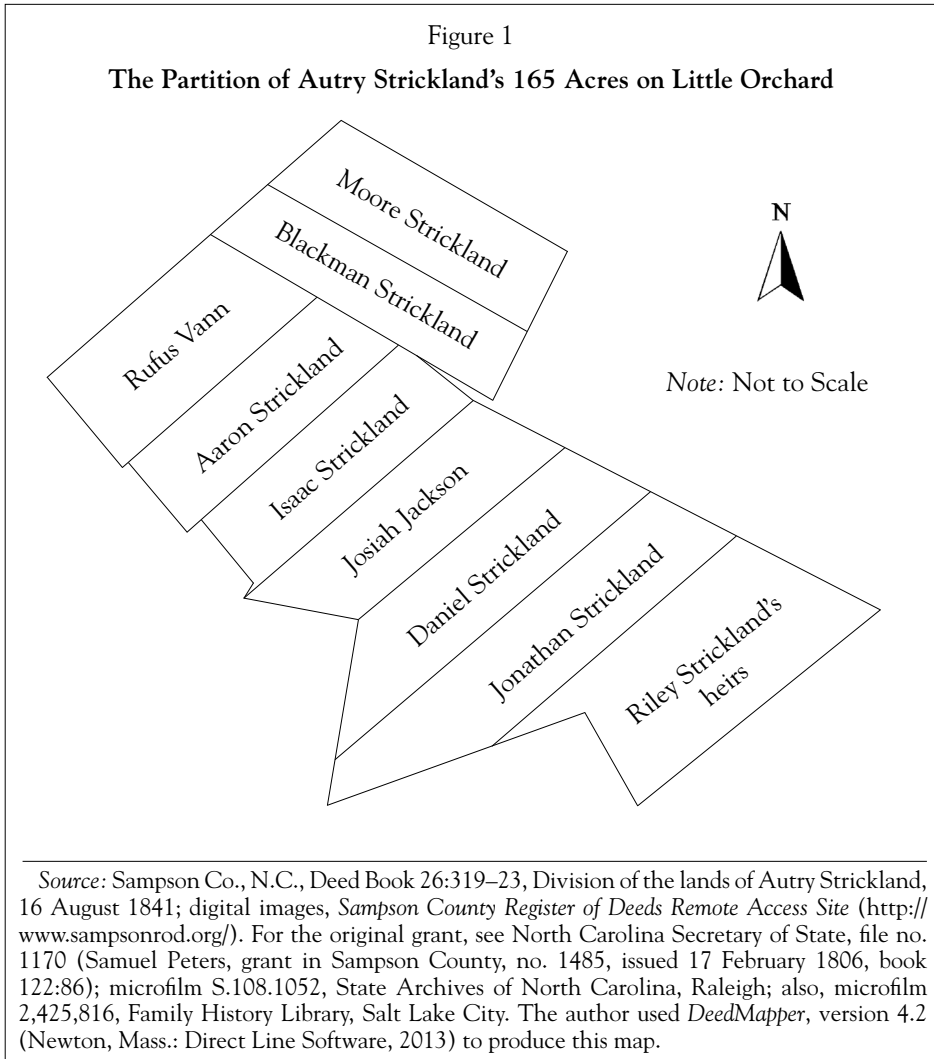 Figure 1
The Partition of Autry Strickland's 165 Acres on Little Orchard
Moore Strickland
Blackman Strickland
N
Rufus Vann
Aaron Strickland
Note: Not to Scale
Isaac Strickland
Josiah Jackson
Daniel Strickland
Jonathan Strickland
Riley Strickland's
heirs
Source: Sampson Co., N.C., Deed Book 26:319–23, Division of the lands of Autry Strickland,
16 August 1841; digital images, Sampson County Register of Deeds Remote Access Site (http://
www.sampsonrod.org/). For the original grant, see North Carolina Secretary of State, file no.
1170 (Samuel Peters, grant in Sampson County, no. 1485, issued 17 February 1806, book
122:86); microfilm S.108.1052, State Archives of North Carolina, Raleigh; also, microfilm
2,425,816, Family History Library, Salt Lake City. The author used DeedMapper, version 4.2
(Newton, Mass.: Direct Line Software, 2013) to produce this map.